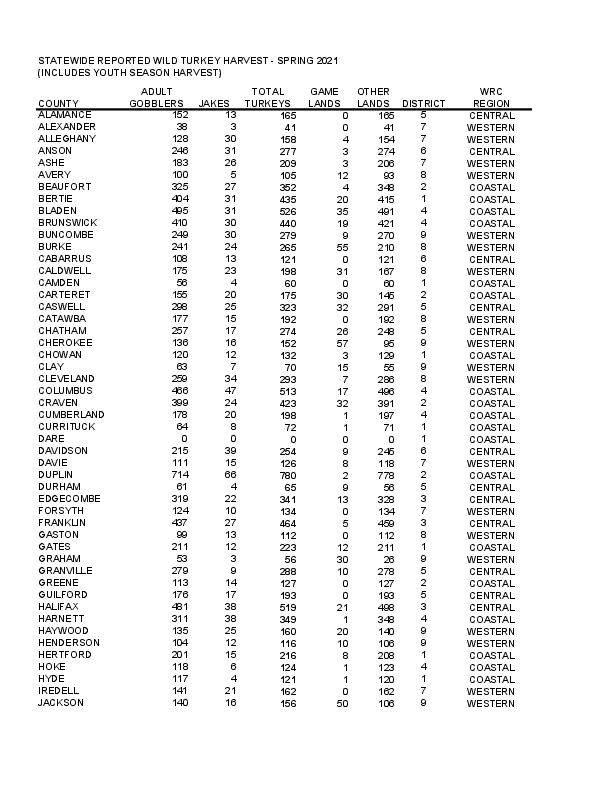 STATEWIDE REPORTED WILD TURKEY HARVEST - SPRING 2021
(INCLUDES YOUTH SEASON HARVEST)
ADULT TOTAL GAME OTHER WRC
COUNTY GOBBLERS JAKES TURKEYS LANDS LANDS DISTRICT REGION
ALAMANCE 152 13 165 0 165 5 CENTRAL
ALEXANDER 38 3 41 0 41 7 WESTERN
ALLEGHANY 128 30 158 4 154 7 WESTERN
ANSON 246 31 277 3 274 6 CENTRAL
ASHE 183 26 209 3 206 7 WESTERN
AVERY 100 5 105 12 93 8 WESTERN
BEAUFORT 325 27 352 4 348 2 COASTAL
BERTIE 404 31 435 20 415 1 COASTAL
BLADEN 495 31 526 35 491 4 COASTAL
BRUNSWICK 410 30 440 19 421 4 COASTAL
BUNCOMBE 249 30 279 9 270 9 WESTERN
BURKE 241 24 265 55 210 8 WESTERN
CABARRUS 108 13 121 0 121 6 CENTRAL
CALDWELL 175 23 198 31 167 8 WESTERN
CAMDEN 56 4 60 0 60 1 COASTAL
CARTERET 155 20 175 30 145 2 COASTAL
CASWELL 298 25 323 32 291 5 CENTRAL
CATAWBA 177 15 192 0 192 8 WESTERN
CHATHAM 257 17 274 26 248 5 CENTRAL
CHEROKEE 136 16 152 57 95 9 WESTERN
CHOWAN 120 12 132 3 129 1 COASTAL
CLAY 63 7 70 15 55 9 WESTERN
CLEVELAND 259 34 293 7 286 8 WESTERN
COLUMBUS 466 47 513 17 496 4 COASTAL
CRAVEN 399 24 423 32 391 2 COASTAL
CUMBERLAND 178 20 198 1 197 4 COASTAL
CURRITUCK 64 8 72 1 71 1 COASTAL
DARE 0 0 0 0 0 1 COASTAL
DAVIDSON 215 39 254 9 245 6 CENTRAL
DAVIE 111 15 126 8 118 7 WESTERN
DUPLIN 714 66 780 2 778 2 COASTAL
DURHAM 61 4 65 9 56 5 CENTRAL
EDGECOMBE 319 22 341 13 328 3 CENTRAL
FORSYTH 124 10 134 0 134 7 WESTERN
FRANKLIN 437 27 464 5 459 3 CENTRAL
GASTON 99 13 112 0 112 8 WESTERN
GATES 211 12 223 12 211 1 COASTAL
GRAHAM 53 3 56 30 26 9 WESTERN
GRANVILLE 279 9 288 10 278 5 CENTRAL
GREENE 113 14 127 0 127 2 COASTAL
GUILFORD 176 17 193 0 193 5 CENTRAL
HALIFAX 481 38 519 21 498 3 CENTRAL
HARNETT 311 38 349 1 348 4 COASTAL
HAYWOOD 135 25 160 20 140 9 WESTERN
HENDERSON 104 12 116 10 106 9 WESTERN
HERTFORD 201 15 216 8 208 1 COASTAL
HOKE 118 6 124 1 123 4 COASTAL
HYDE 117 4 121 1 120 1 COASTAL
IREDELL 141 21 162 0 162 7 WESTERN
JACKSON 140 16 156 50 106 9 WESTERN